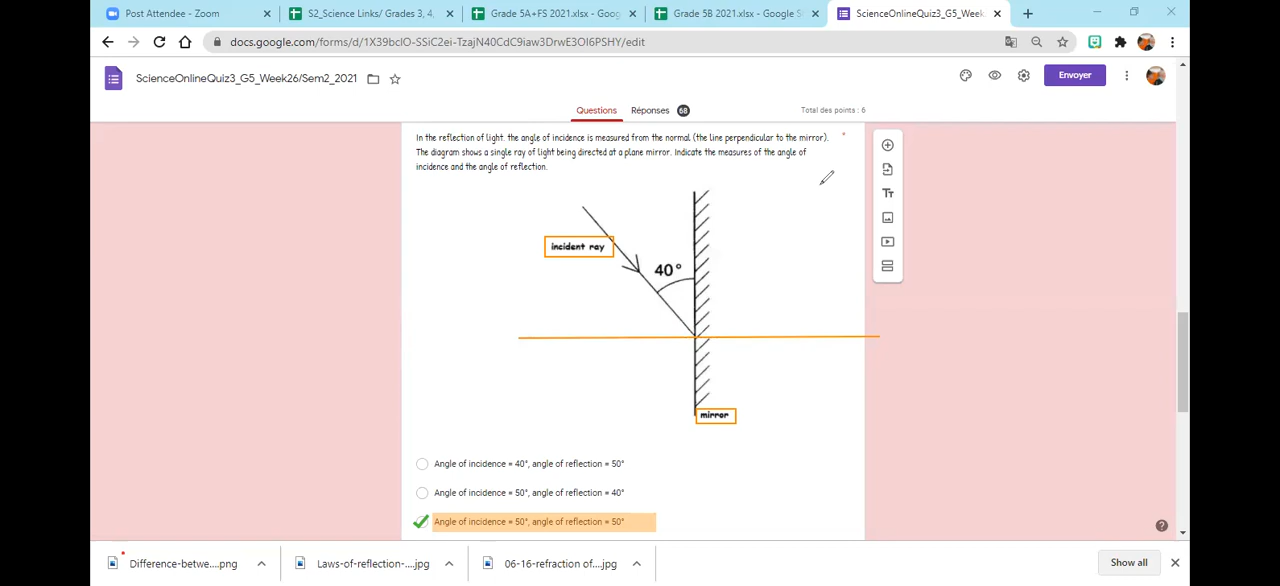 Post Attendee - Zoom
S2_Science Links/ Grades 3, 4,
Grade 5A+FS 2021.xlsx - Goog
Grade 5B 2021.xlsx - Google S
ScienceOnlineQuiz3_G5_Week
docs.google.com/forms/d/1X39bclO-SSiC2ei-TzajN40CdC9iaw3DrwE3OI6PSHY/edit
ScienceOnlineQuiz3_G5_Week26/Sem2_2021
Envoyer
Questions
Réponses 68
Total des points : 6
In the reflection of light, the angle of incidence is measured from the normal (the line perpendicular to the mirror). *
The diagram shows a single ray of light being directed at a plane mirror. Indicate the measures of the angle of
incidence and the angle of reflection.
Tт
incident ray
40°
mirror
Angle of incidence = 40°, angle of reflection = 50°
Angle of incidence = 50°, angle of reflection = 40°
Angle of incidence = 50°, angle of reflection = 50°
Difference-betwe....png
Laws-of-reflection-....jpg
06-16-refraction of....jpg
Show all